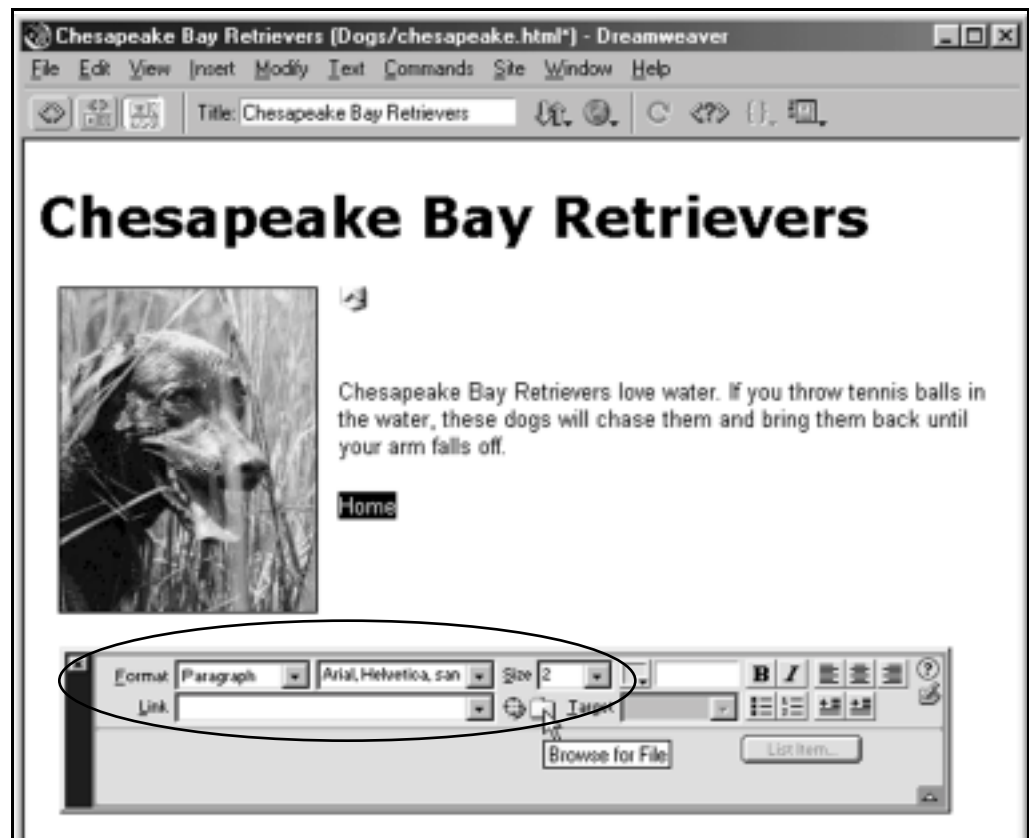 Chesapeake Bay Retrievers (Dogs/chesapeake.html*) - Dreamweaver
File Edit View Insert Modify Text Commands Site Window Help
Title: Chesapeake Bay Retrievers
Chesapeake Bay Retrievers
Chesapeake Bay Retrievers love water. If you throw tennis balls in
the water, these dogs will chase them and bring them back until
your arm falls off.
Home
Format Paragraph Arial, Helvetica, san Size 2 B I
Link Target
Browse for File List Item...